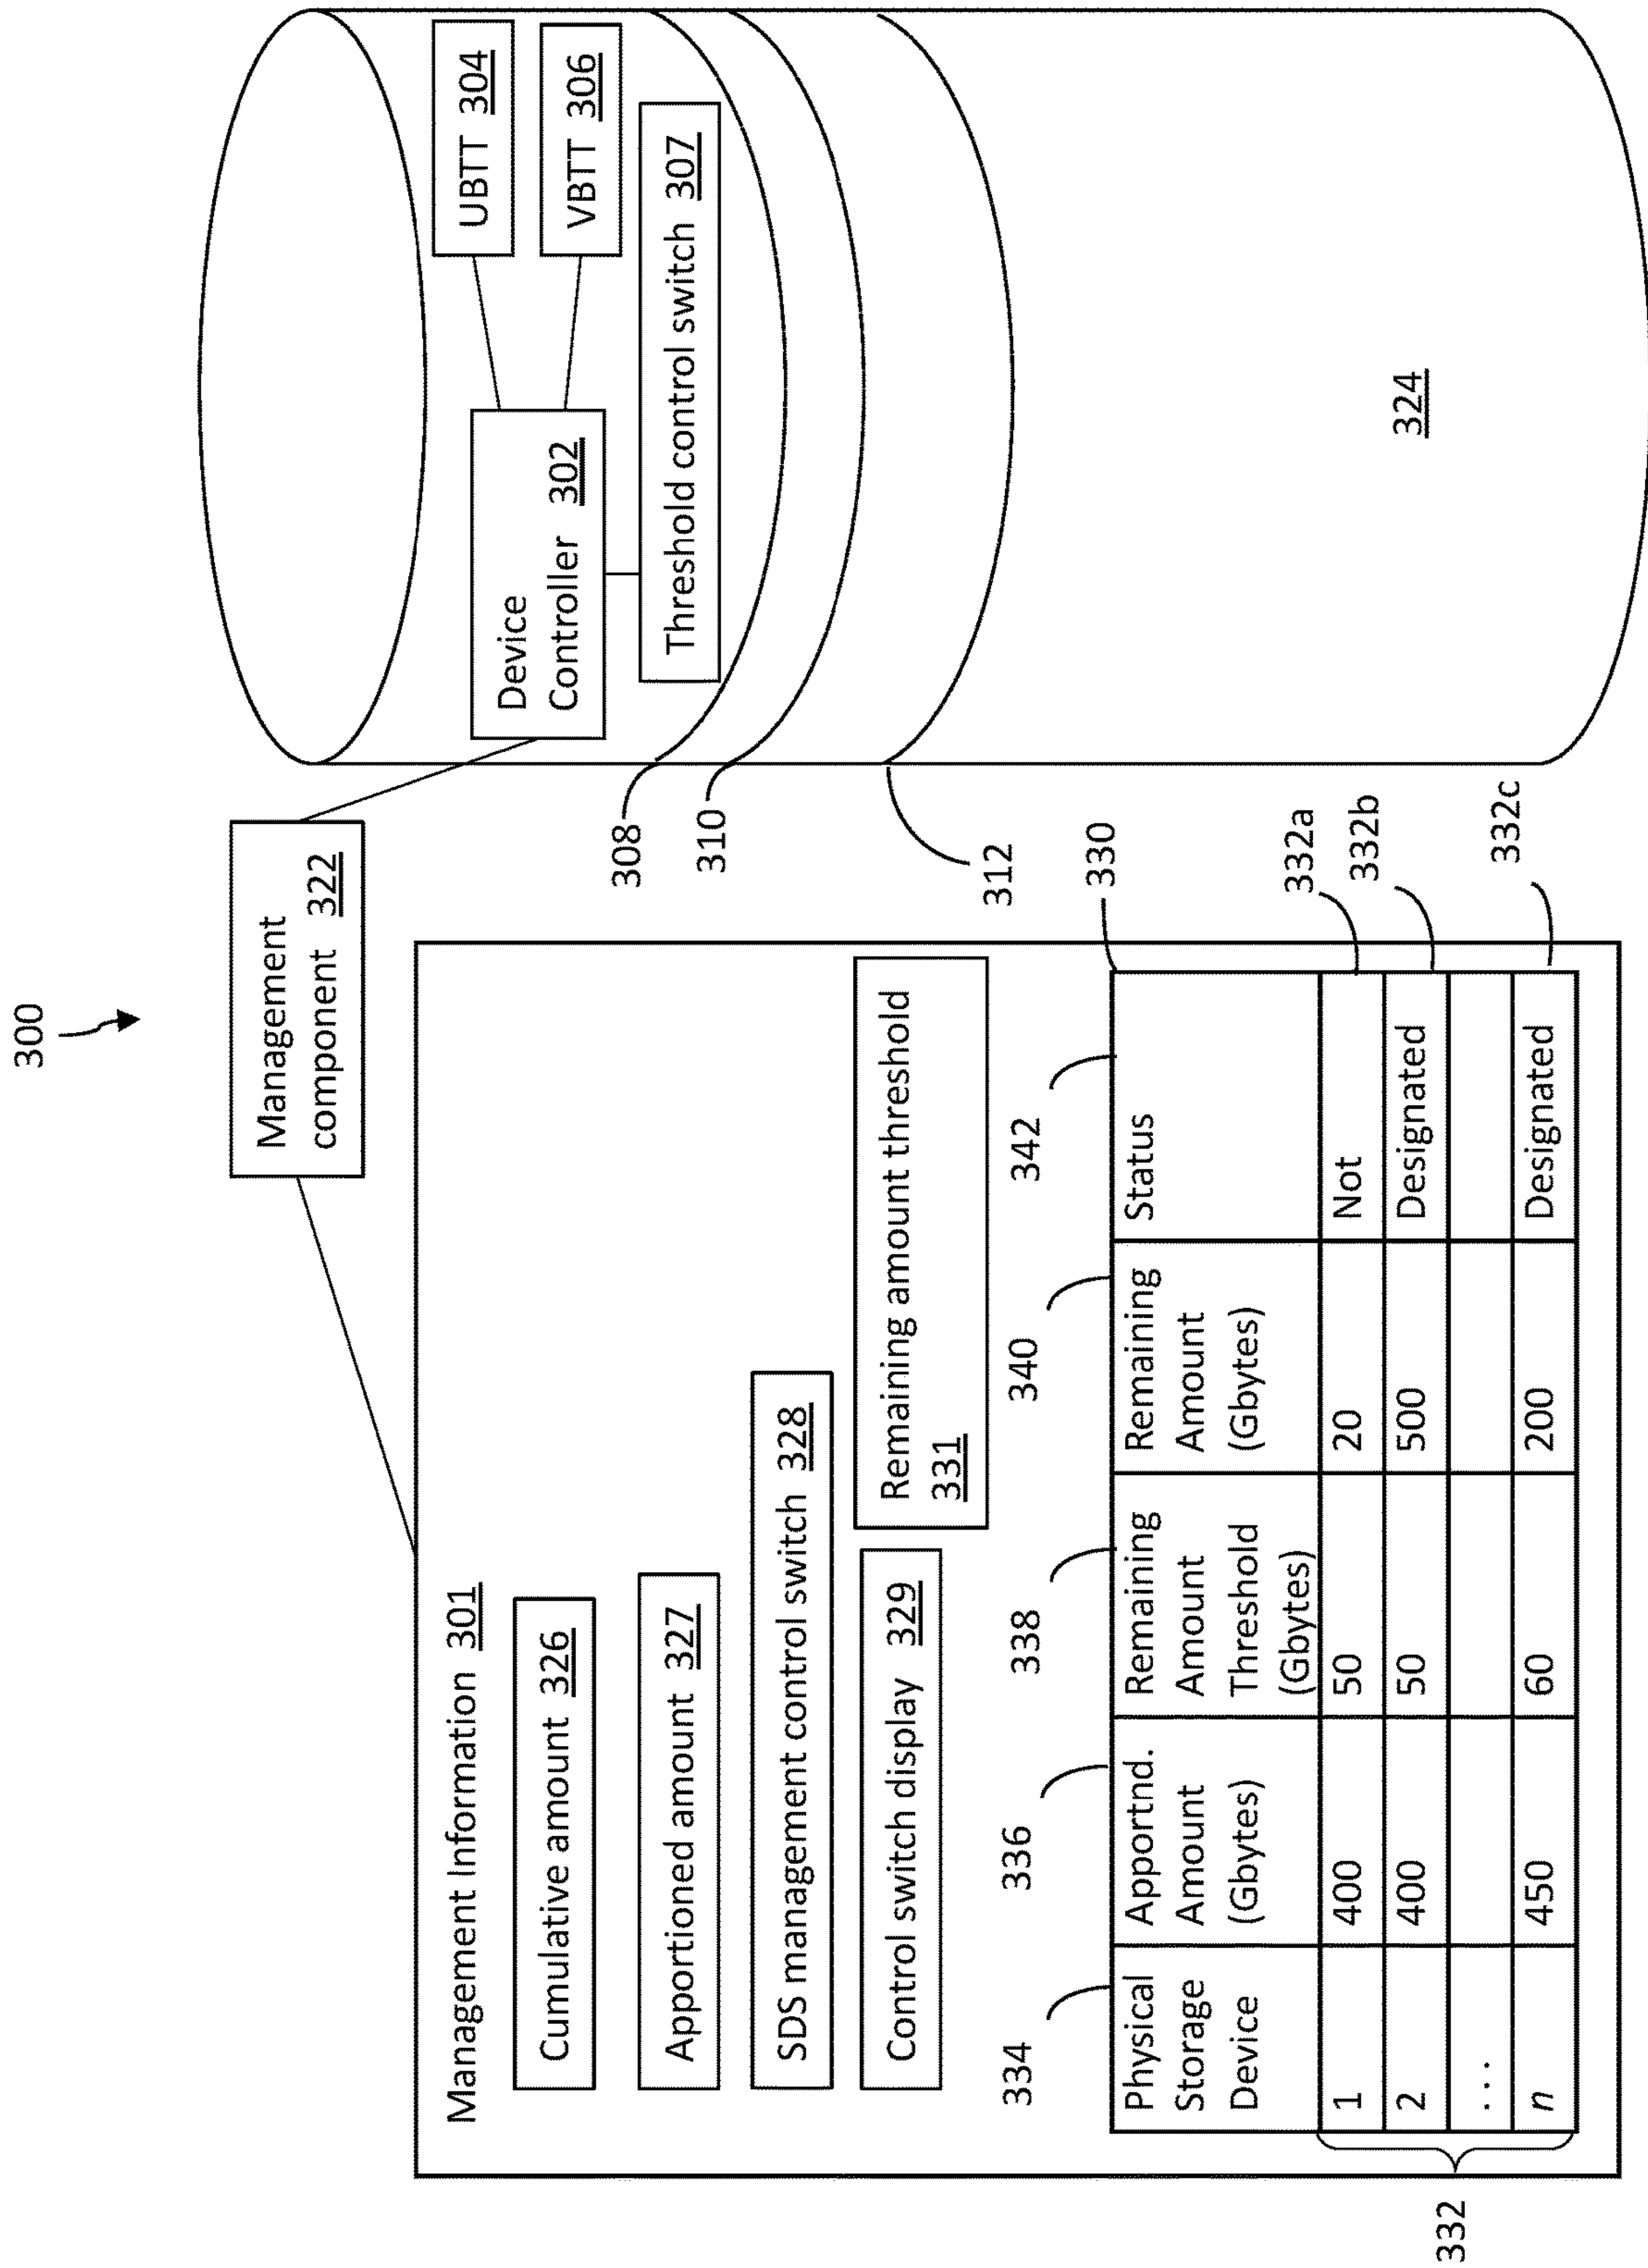 300
Management
component 322
Management Information 301
Cumulative amount 326
Apportioned amount 327
SDS management control switch 328
Control switch display 329
Remaining amount threshold
331
334
336
338
340
342
330
Physical
Storage
Device
Apportnd.
Amount
(Gbytes)
Remaining
Amount
Threshold
(Gbytes)
Remaining
Amount
(Gbytes)
Status
1 400 50 20 Not
2 400 50 500 Designated
...
n 450 60 200 Designated
332
332a
332b
332c
308
310
312
Device
Controller 302
UBTT 304
VBTT 306
Threshold control switch 307
324